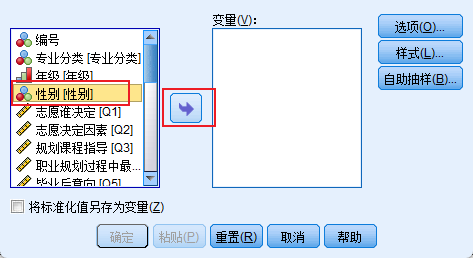 变量(V):
编号
专业分类 [专业分类]
年级 [年级]
性别 [性别]
志愿谁决定 [Q1]
志愿决定因素 [Q2]
规划课程指导 [Q3]
职业规划过程中最...
毕业后意向 [Q5]
选项(O)...
样式(L)...
自助抽样(B)...
将标准化值另存为变量(Z)
确定
粘贴(P)
重置(R)
取消
帮助